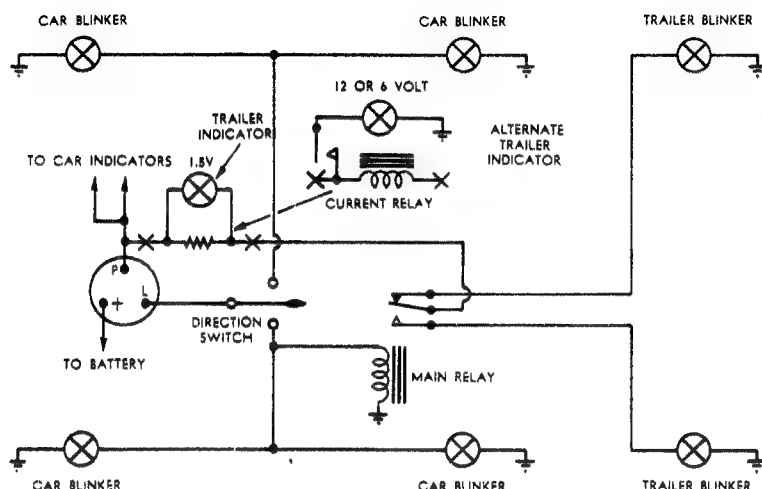 CAR BLINKER
CAR BLINKER
TRAILER BLINKER
12 OR 6 VOLT
TRAILER
INDICATOR
ALTERNATE
TRAILER
INDICATOR
TO CAR INDICATORS
1.5V
CURRENT RELAY
P
+
L
DIRECTION
SWITCH
TO BATTERY
MAIN RELAY
CAR BLINKER
CAR BLINKER
TRAILER BLINKER